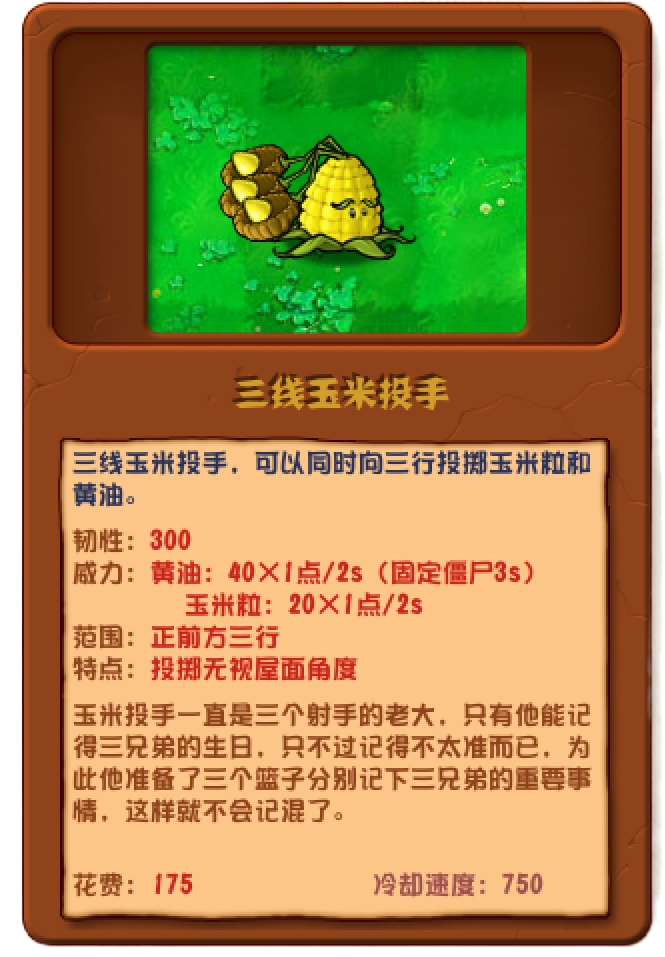 三线玉米投手
三线玉米投手，可以同时向三行投掷玉米粒和
黄油。
韧性：300
威力：黄油：40×1点/2s（固定僵尸3s）
玉米粒：20×1点/2s
范围：正前方三行
特点：投掷无视屋面角度
玉米投手一直是三个射手的老大，只有他能记
得三兄弟的生日，只不过记得不太准而已，为
此他准备了三个篮子分别记下三兄弟的重要事
情，这样就不会记混了。
花费：175 冷却速度：750